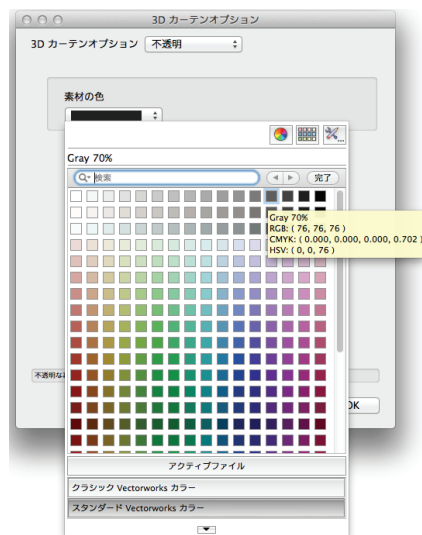 3D カーテンオプション
3D カーテンオプション 不透明
素材の色
Gray 70%
検索
完了
Gray 70%
RGB: ( 76, 76, 76 )
CMYK: ( 0.000, 0.000, 0.000, 0.702 )
HSV: ( 0, 0, 76 )
不透明な
OK
アクティブファイル
クラシック Vectorworks カラー
スタンダード Vectorworks カラー